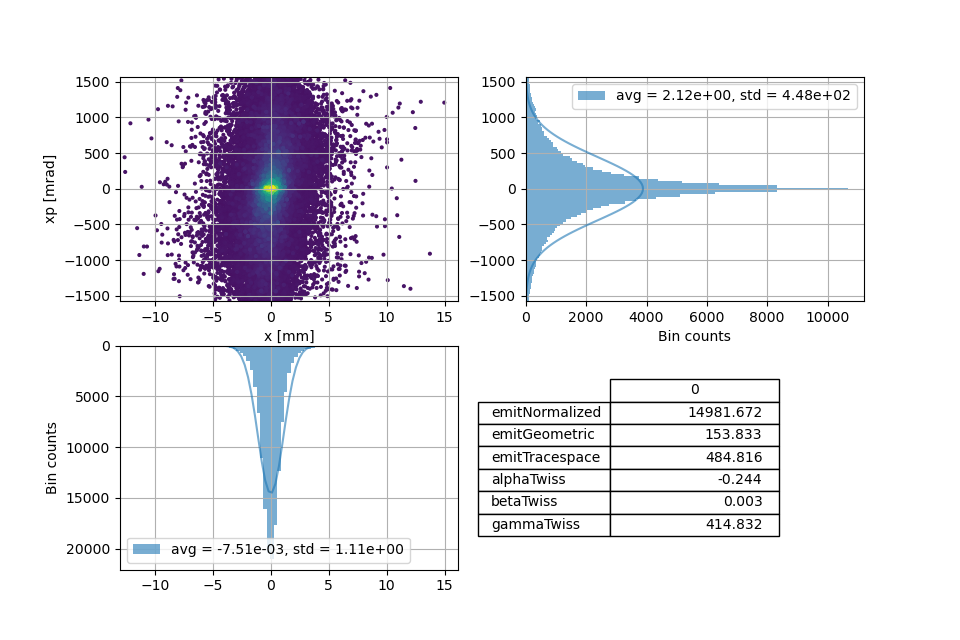 1500
1000
500
0
−500
−1000
−1500
xp [mrad]
−10 −5 0 5 10 15
x [mm]
1500
1000
500
0
−500
−1000
−1500
avg = 2.12e+00, std = 4.48e+02
0 2000 4000 6000 8000 10000
Bin counts
0
5000
10000
15000
20000
Bin counts
avg = -7.51e-03, std = 1.11e+00
−10 −5 0 5 10 15
0
emitNormalized 14981.672
emitGeometric 153.833
emitTracespace 484.816
alphaTwiss -0.244
betaTwiss 0.003
gammaTwiss 414.832